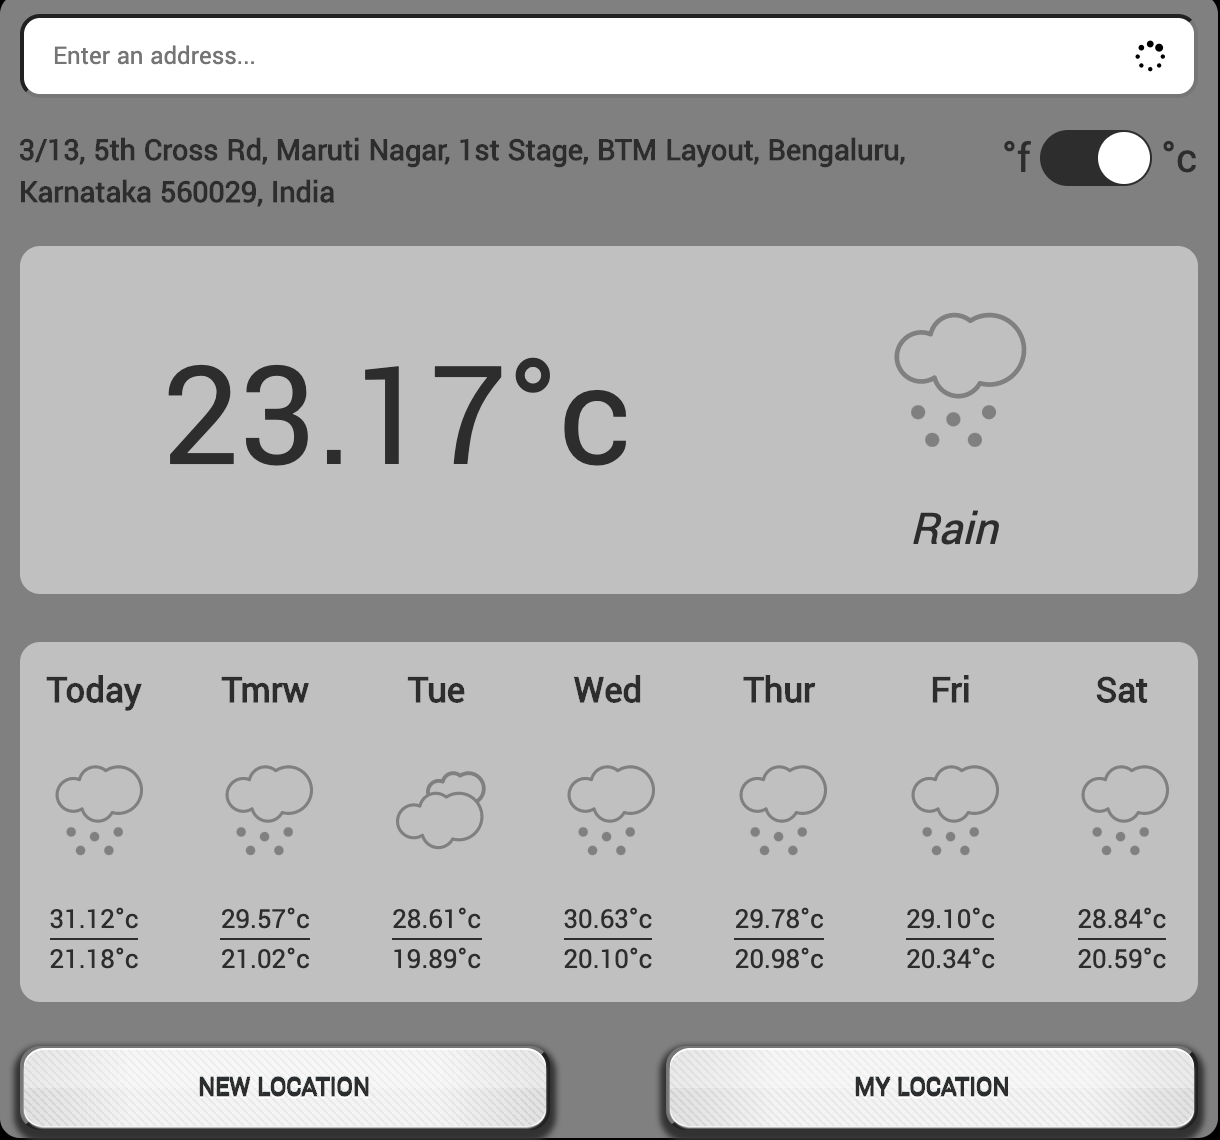 Enter an address...
3/13, 5th Cross Rd, Maruti Nagar, 1st Stage, BTM Layout, Bengaluru,
Karnataka 560029, India
°f °c
23.17°c
Rain
Today Tmrw Tue Wed Thur Fri Sat
31.12°c 29.57°c 28.61°c 30.63°c 29.78°c 29.10°c 28.84°c
21.18°c 21.02°c 19.89°c 20.10°c 20.98°c 20.34°c 20.59°c
NEW LOCATION MY LOCATION